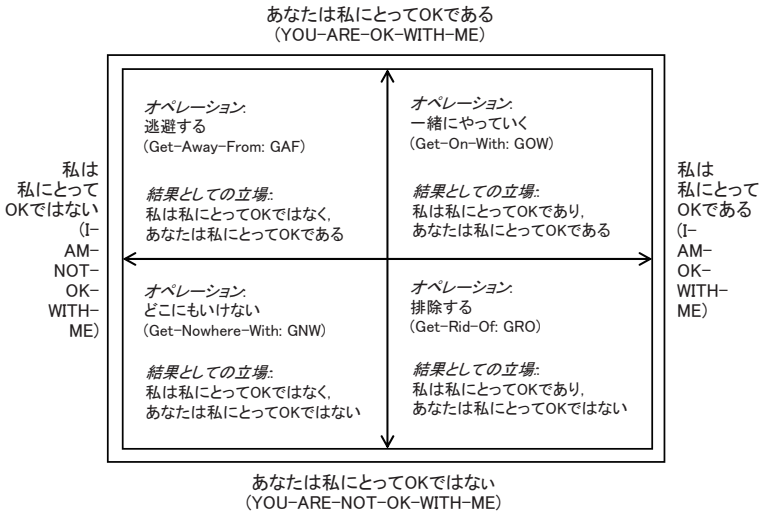 あなたは私にとってOKである
(YOU-ARE-OK-WITH-ME)
オペレーション:
逃避する
(Get-Away-From: GAF)
結果としての立場::
私は私にとってOKではなく,
あなたは私にとってOKである
オペレーション:
一緒にやっていく
(Get-On-With: GOW)
結果としての立場::
私は私にとってOKであり,
あなたは私にとってOKである
私は
私にとって
OKではない
(I-
AM-
NOT-
OK-
WITH-
ME)
私は
私にとって
OKである
(I-
AM-
OK-
WITH-
ME)
オペレーション:
どこにもいけない
(Get-Nowhere-With: GNW)
結果としての立場::
私は私にとってOKではなく,
あなたは私にとってOKではない
オペレーション:
排除する
(Get-Rid-Of: GRO)
結果としての立場::
私は私にとってOKであり,
あなたは私にとってOKではない
あなたは私にとってOKではない
(YOU-ARE-NOT-OK-WITH-ME)